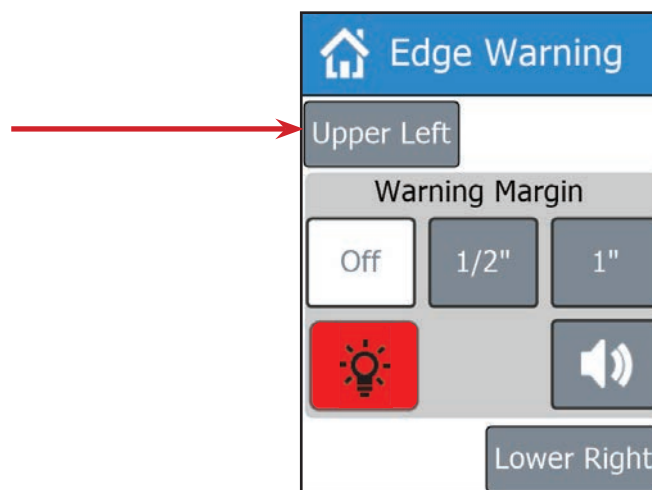 Edge Warning
Upper Left
Warning Margin
Off 1/2" 1"
Lower Right